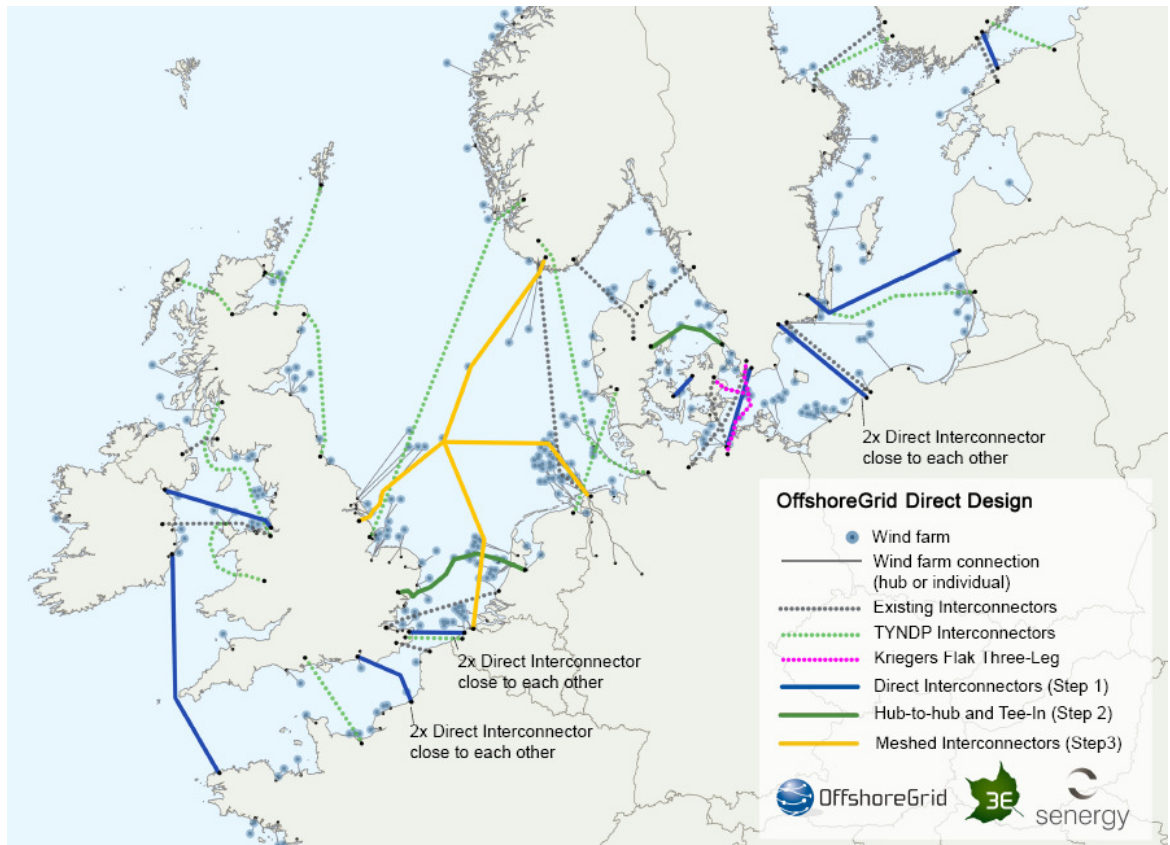 2x Direct Interconnector
close to each other
2x Direct Interconnector
close to each other
2x Direct Interconnector
close to each other
OffshoreGrid Direct Design
Wind farm
Wind farm connection
(hub or individual)
Existing Interconnectors
TYNDP Interconnectors
Kriegers Flak Three-Leg
Direct Interconnectors (Step 1)
Hub-to-hub and Tee-In (Step 2)
Meshed Interconnectors (Step3)
OffshoreGrid
3E
senergy